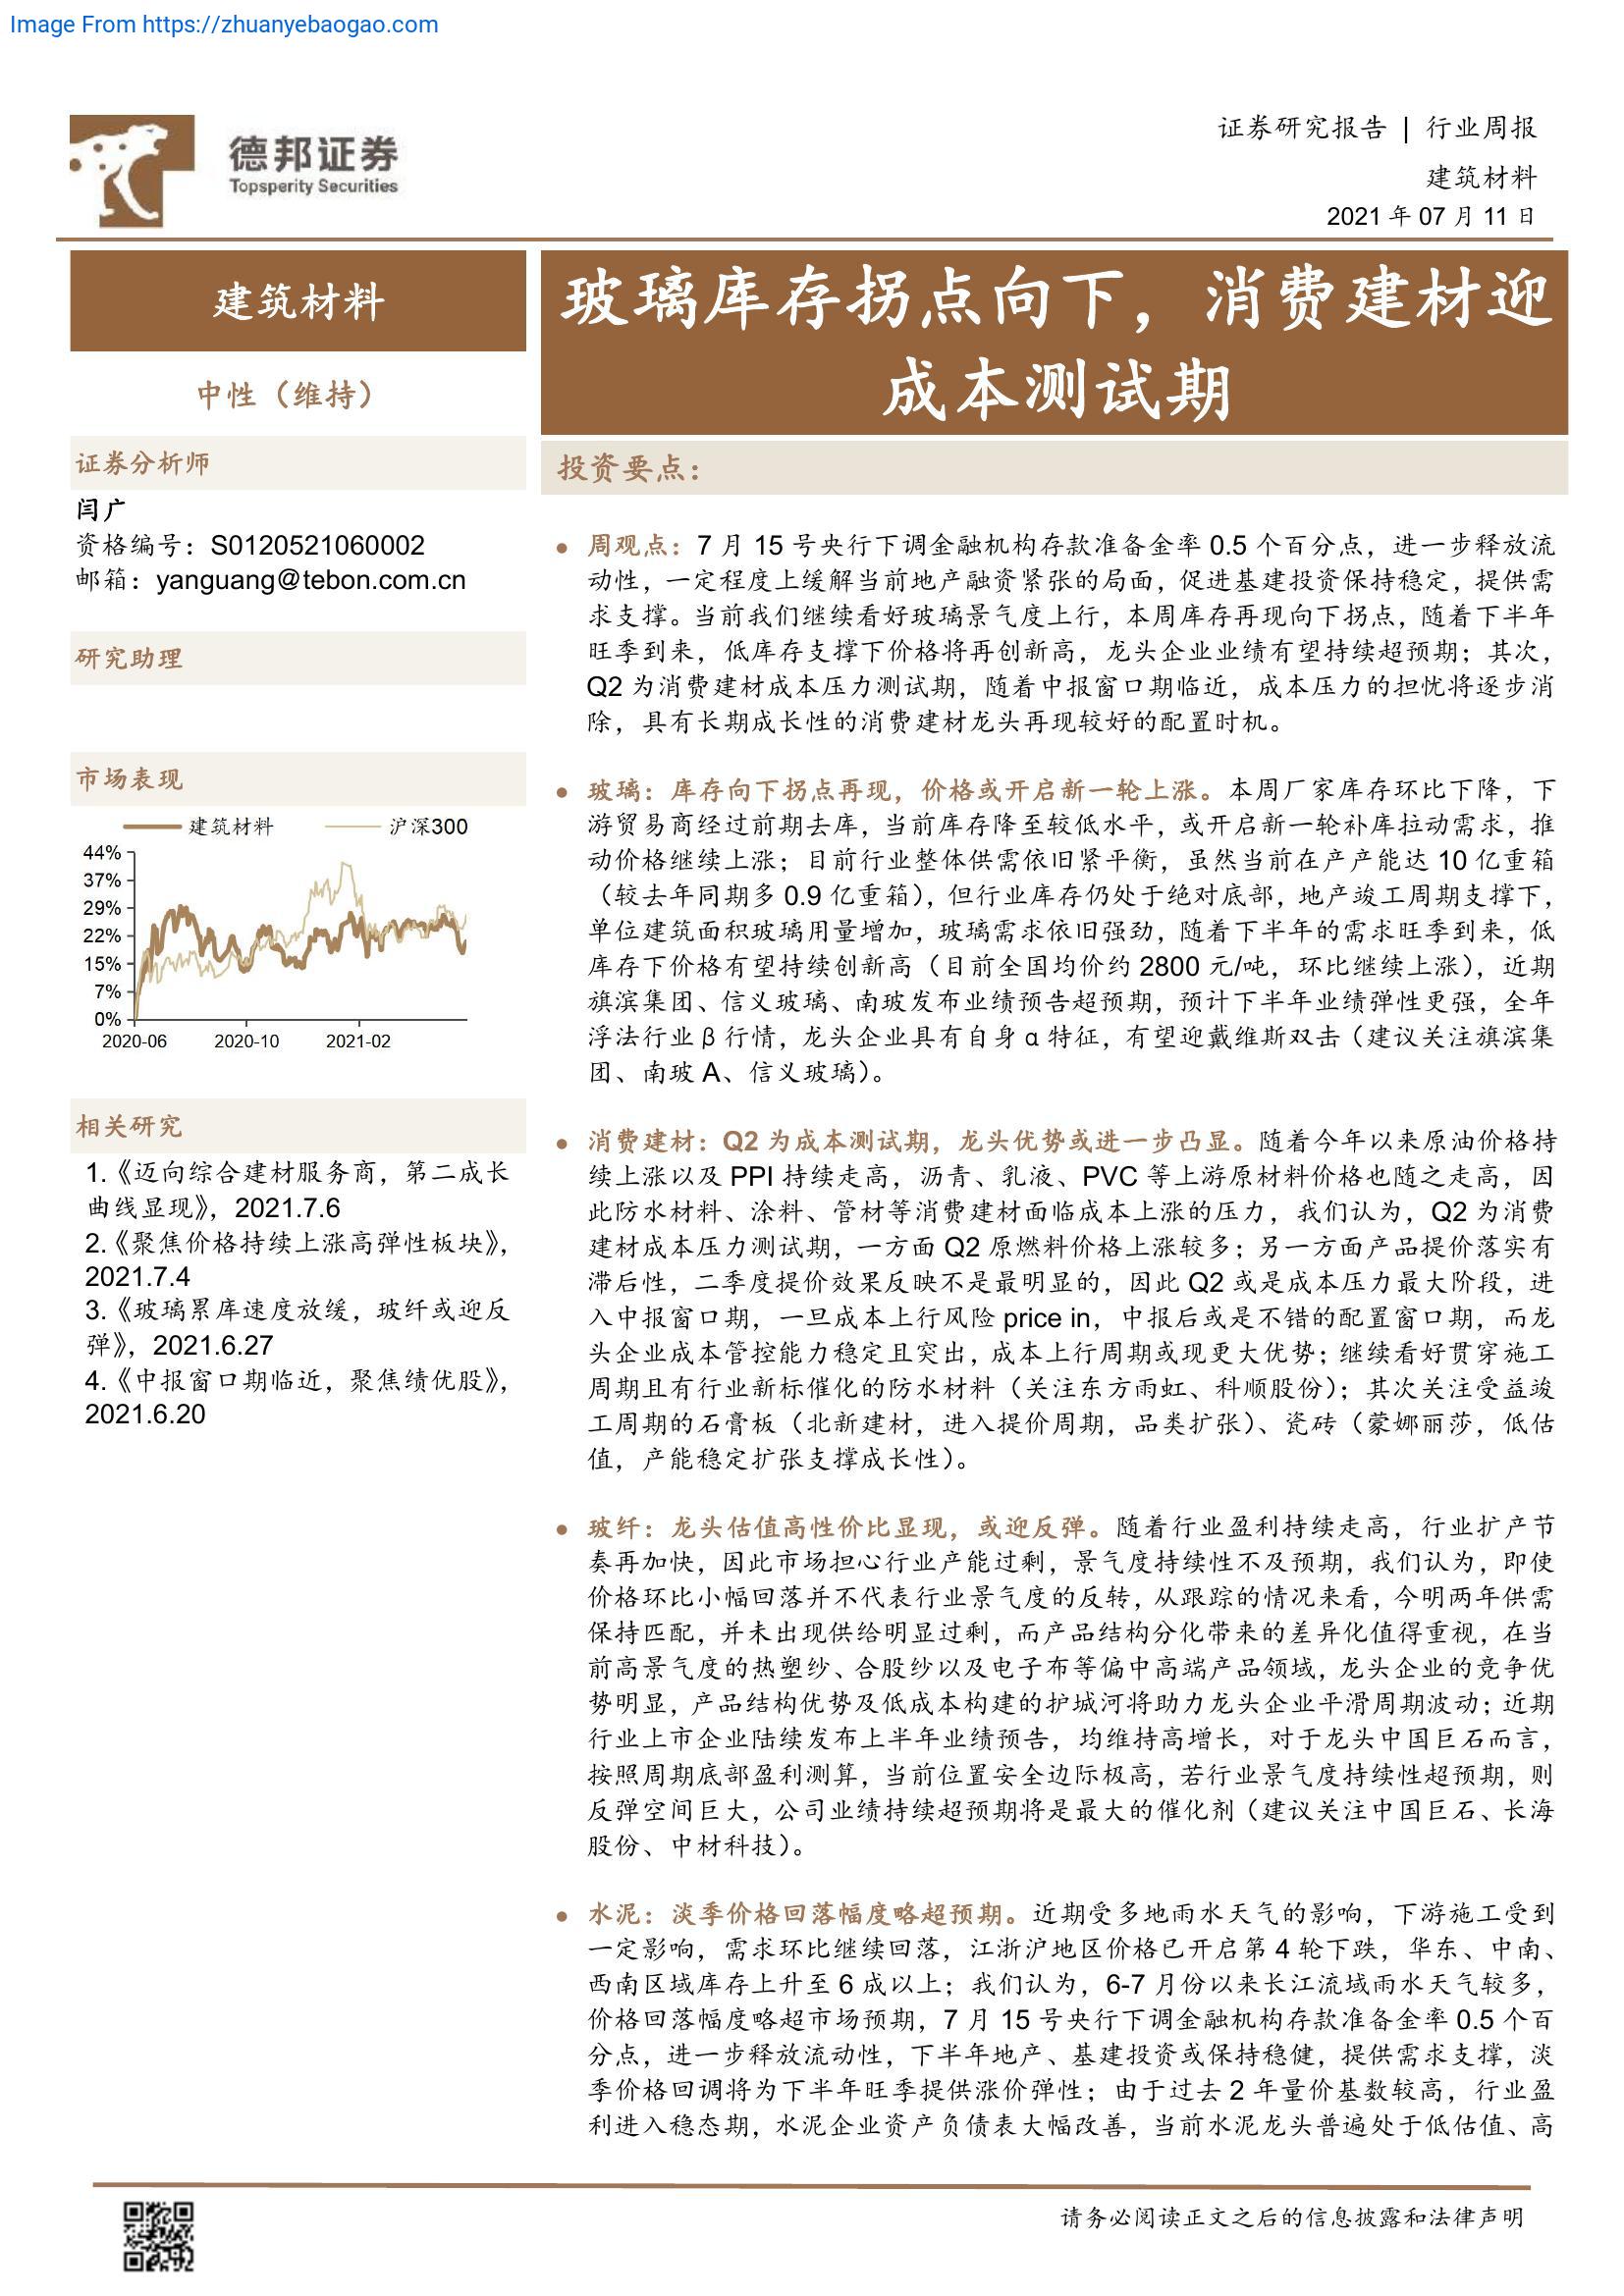 Image From https://zhuanyebaogao.com
德邦证券
Topsperity Securities
证券研究报告 | 行业周报
建筑材料
2021 年 07 月 11 日
建筑材料
中性（维持）
证券分析师
闫广
资格编号：S0120521060002
邮箱：yanguang@tebon.com.cn
研究助理
市场表现
建筑材料 沪深300
44%
37%
29%
22%
15%
7%
0%
2020-06 2020-10 2021-02
相关研究
1.《迈向综合建材服务商，第二成长
曲线显现》，2021.7.6
2.《聚焦价格持续上涨高弹性板块》，
2021.7.4
3.《玻璃累库速度放缓，玻纤或迎反
弹》，2021.6.27
4.《中报窗口期临近，聚焦绩优股》，
2021.6.20
玻璃库存拐点向下，消费建材迎
成本测试期
投资要点：
● 周观点：7 月 15 号央行下调金融机构存款准备金率 0.5 个百分点，进一步释放流
动性，一定程度上缓解当前地产融资紧张的局面，促进基建投资保持稳定，提供需
求支撑。当前我们继续看好玻璃景气度上行，本周库存再现向下拐点，随着下半年
旺季到来，低库存支撑下价格将再创新高，龙头企业业绩有望持续超预期；其次，
Q2 为消费建材成本压力测试期，随着中报窗口期临近，成本压力的担忧将逐步消
除，具有长期成长性的消费建材龙头再现较好的配置时机。
● 玻璃：库存向下拐点再现，价格或开启新一轮上涨。本周厂家库存环比下降，下
游贸易商经过前期去库，当前库存降至较低水平，或开启新一轮补库拉动需求，推
动价格继续上涨；目前行业整体供需依旧紧平衡，虽然当前在产产能达 10 亿重箱
（较去年同期多 0.9 亿重箱），但行业库存仍处于绝对底部，地产竣工周期支撑下，
单位建筑面积玻璃用量增加，玻璃需求依旧强劲，随着下半年的需求旺季到来，低
库存下价格有望持续创新高（目前全国均价约 2800 元/吨，环比继续上涨），近期
旗滨集团、信义玻璃、南玻发布业绩预告超预期，预计下半年业绩弹性更强，全年
浮法行业 β 行情，龙头企业具有自身 α 特征，有望迎戴维斯双击（建议关注旗滨集
团、南玻 A、信义玻璃）。
● 消费建材：Q2 为成本测试期，龙头优势或进一步凸显。随着今年以来原油价格持
续上涨以及 PPI 持续走高，沥青、乳液、PVC 等上游原材料价格也随之走高，因
此防水材料、涂料、管材等消费建材面临成本上涨的压力，我们认为，Q2 为消费
建材成本压力测试期，一方面 Q2 原燃料价格上涨较多；另一方面产品提价落实有
滞后性，二季度提价效果反映不是最明显的，因此 Q2 或是成本压力最大阶段，进
入中报窗口期，一旦成本上行风险 price in，中报后或是不错的配置窗口期，而龙
头企业成本管控能力稳定且突出，成本上行周期或现更大优势；继续看好贯穿施工
周期且有行业新标催化的防水材料（关注东方雨虹、科顺股份）；其次关注受益竣
工周期的石膏板（北新建材，进入提价周期，品类扩张）、瓷砖（蒙娜丽莎，低估
值，产能稳定扩张支撑成长性）。
● 玻纤：龙头估值高性价比显现，或迎反弹。随着行业盈利持续走高，行业扩产节
奏再加快，因此市场担心行业产能过剩，景气度持续性不及预期，我们认为，即使
价格环比小幅回落并不代表行业景气度的反转，从跟踪的情况来看，今明两年供需
保持匹配，并未出现供给明显过剩，而产品结构分化带来的差异化值得重视，在当
前高景气度的热塑纱、合股纱以及电子布等偏中高端产品领域，龙头企业的竞争优
势明显，产品结构优势及低成本构建的护城河将助力龙头企业平滑周期波动；近期
行业上市企业陆续发布上半年业绩预告，均维持高增长，对于龙头中国巨石而言，
按照周期底部盈利测算，当前位置安全边际极高，若行业景气度持续性超预期，则
反弹空间巨大，公司业绩持续超预期将是最大的催化剂（建议关注中国巨石、长海
股份、中材科技）。
● 水泥：淡季价格回落幅度略超预期。近期受多地雨水天气的影响，下游施工受到
一定影响，需求环比继续回落，江浙沪地区价格已开启第 4 轮下跌，华东、中南、
西南区域库存上升至 6 成以上；我们认为，6-7 月份以来长江流域雨水天气较多，
价格回落幅度略超市场预期，7 月 15 号央行下调金融机构存款准备金率 0.5 个百
分点，进一步释放流动性，下半年地产、基建投资或保持稳健，提供需求支撑，淡
季价格回调将为下半年旺季提供涨价弹性；由于过去 2 年量价基数较高，行业盈
利进入稳态期，水泥企业资产负债表大幅改善，当前水泥龙头普遍处于低估值、高
请务必阅读正文之后的信息披露和法律声明